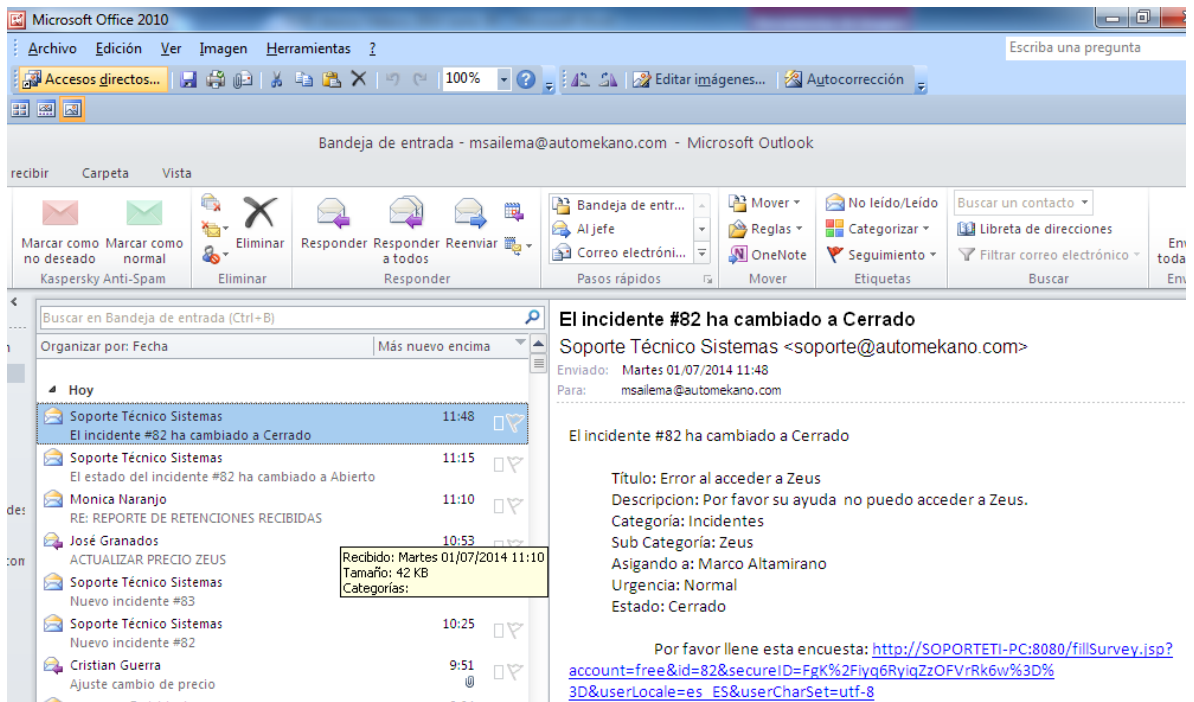 Microsoft Office 2010
Archivo Edición Ver Imagen Herramientas ?
Escriba una pregunta
Accesos directos... 100% Editar imágenes... Autocorrección
Bandeja de entrada - msailema@automekano.com - Microsoft Outlook
recibir Carpeta Vista
Marcar como no deseado
Marcar como normal
Kaspersky Anti-Spam
Eliminar
Eliminar
Responder
Responder a todos
Reenviar
Responder
Bandeja de entr...
Al jefe
Correo electróni...
Pasos rápidos
Mover
Reglas
OneNote
Mover
No leído/Leído
Categorizar
Seguimiento
Etiquetas
Buscar un contacto
Libreta de direcciones
Filtrar correo electrónico
Buscar
Env
toda
Env
Buscar en Bandeja de entrada (Ctrl+B)
Organizar por: Fecha Más nuevo encima
Hoy
Soporte Técnico Sistemas 11:48
El incidente #82 ha cambiado a Cerrado
Soporte Técnico Sistemas 11:15
El estado del incidente #82 ha cambiado a Abierto
Monica Naranjo 11:10
RE: REPORTE DE RETENCIONES RECIBIDAS
José Granados 10:53
ACTUALIZAR PRECIO ZEUS
Recibido: Martes 01/07/2014 11:10
Tamaño: 42 KB
Categorías:
Soporte Técnico Sistemas
Nuevo incidente #83
Soporte Técnico Sistemas 10:25
Nuevo incidente #82
Cristian Guerra 9:51
Ajuste cambio de precio
El incidente #82 ha cambiado a Cerrado
Soporte Técnico Sistemas <soporte@automekano.com>
Enviado: Martes 01/07/2014 11:48
Para: msailema@automekano.com
El incidente #82 ha cambiado a Cerrado
Título: Error al acceder a Zeus
Descripcion: Por favor su ayuda no puedo acceder a Zeus.
Categoría: Incidentes
Sub Categoría: Zeus
Asigando a: Marco Altamirano
Urgencia: Normal
Estado: Cerrado
Por favor llene esta encuesta: http://SOPORTETI-PC:8080/fillSurvey.jsp?
account=free&id=82&secureID=FgK%2Fiyq6RyiqZzOFVrRk6w%3D%
3D&userLocale=es_ES&userCharSet=utf-8